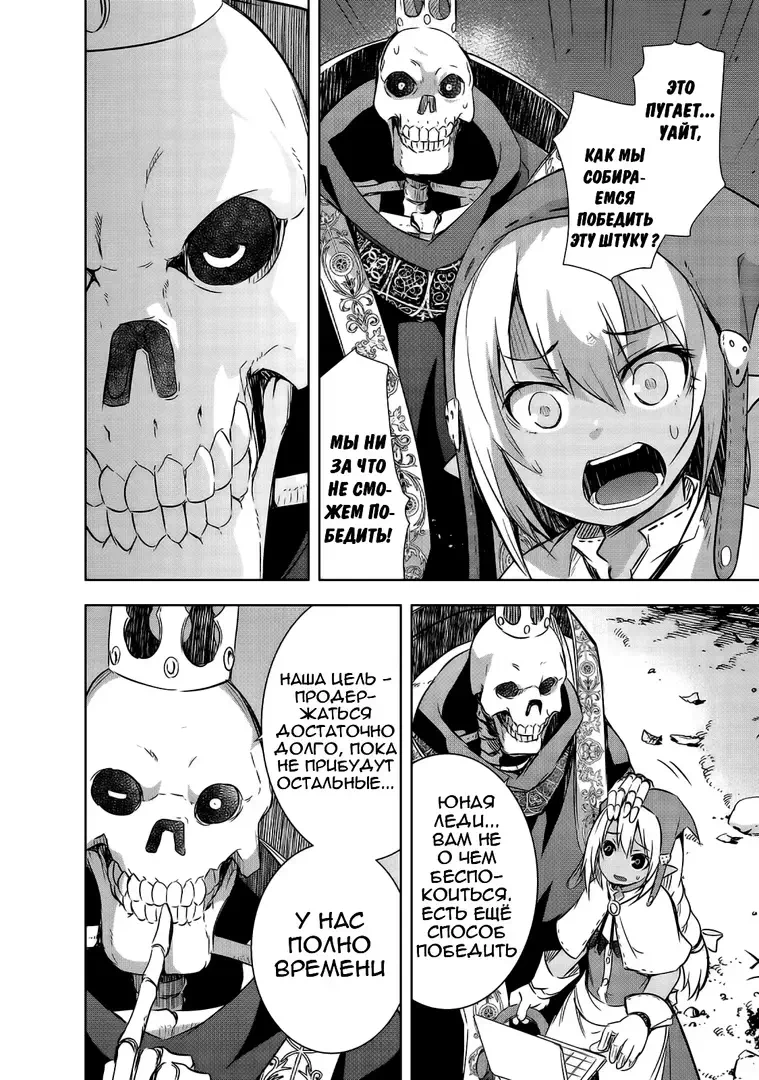 ЭТО
ПУГАЕТ...
УАЙТ,
КАК МЫ
СОБИРА-
ЕМСЯ
ПОБЕДИТЬ
ЭТУ ШТУКУ?
МЫ НИ
ЗА ЧТО
НЕ СМО-
ЖЕМ ПО-
БЕДИТЬ!
ЮНАЯ
ЛЕДИ...
ВАМ НЕ
О ЧЕМ
БЕСПО-
КОИТЬСЯ.
ЕСТЬ ЕЩЁ
СПОСОБ
ПОБЕДИТЬ
НАША ЦЕЛЬ –
ПРОДЕР-
ЖАТЬСЯ
ДОСТАТОЧНО
ДОЛГО, ПОКА
НЕ ПРИБУДУТ
ОСТАЛЬНЫЕ...
У НАС
ПОЛНО
ВРЕМЕНИ